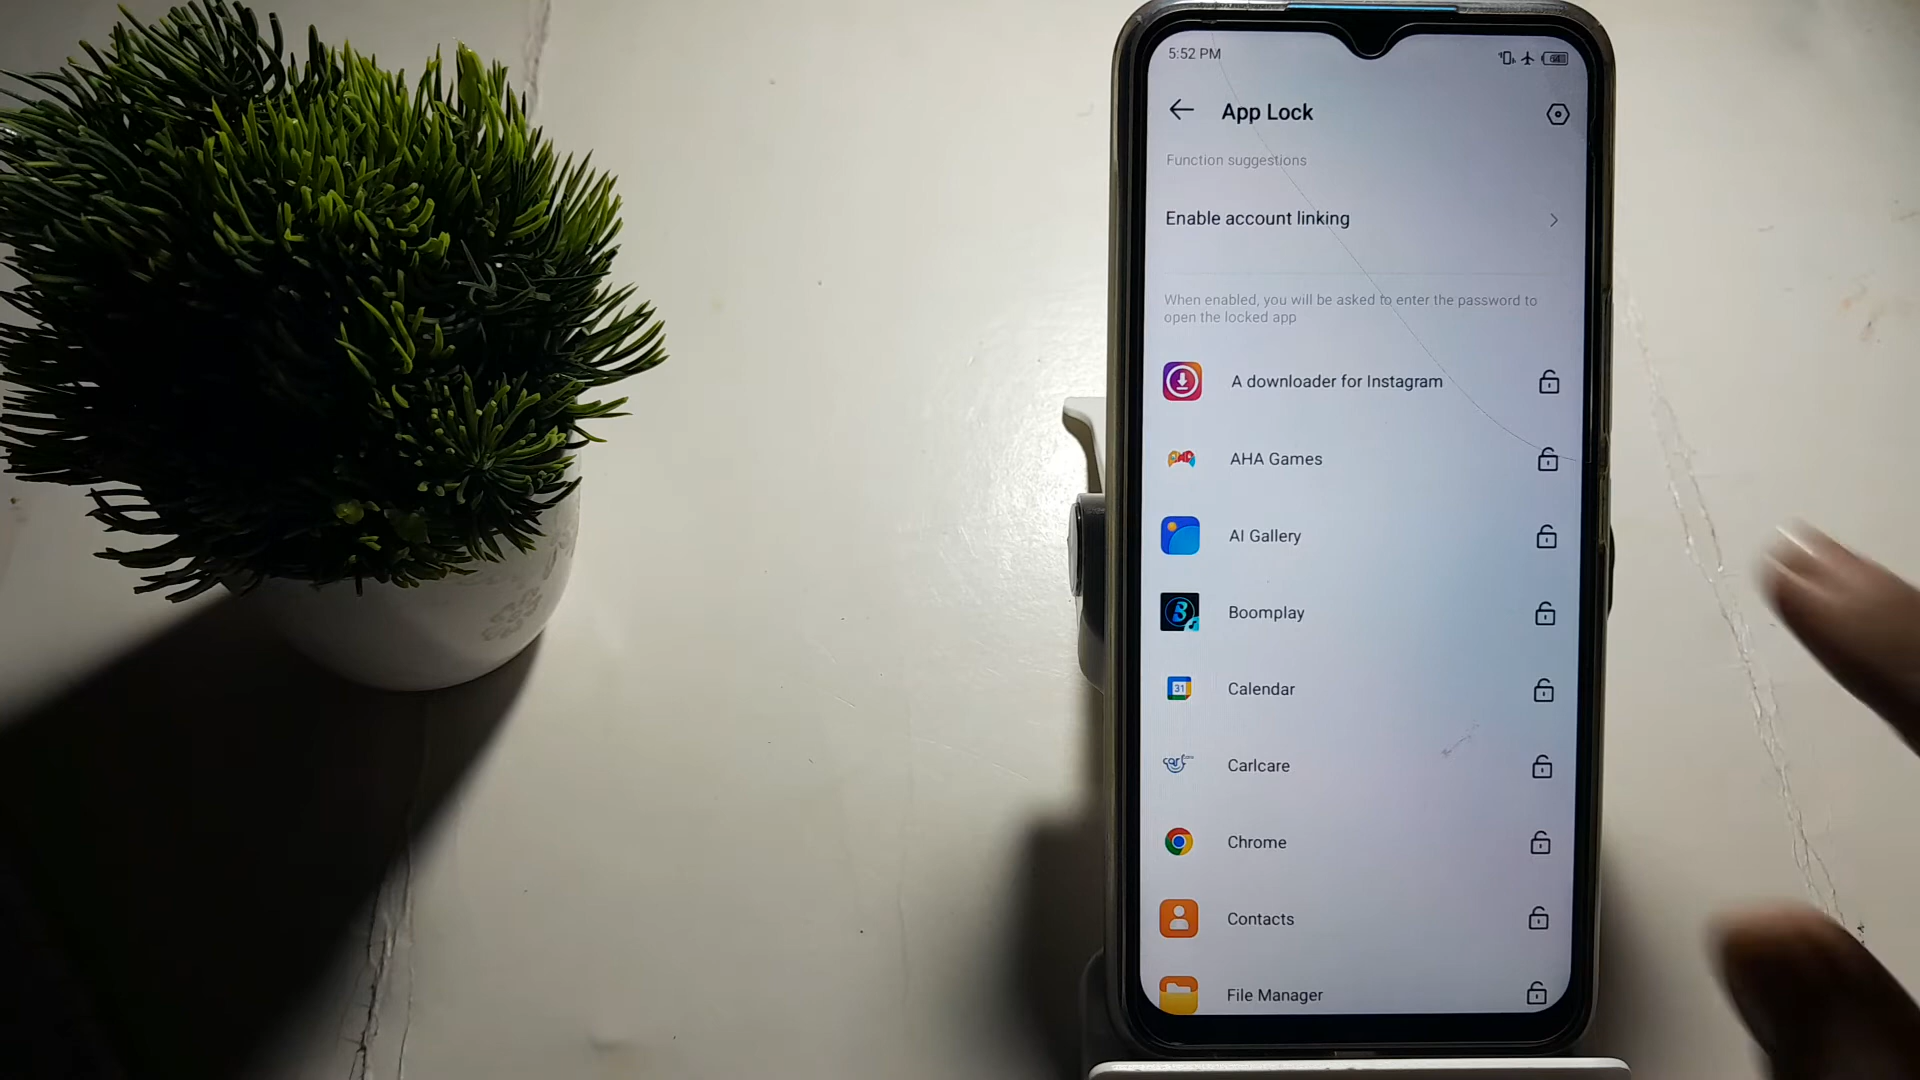 5:52 PM
App Lock
Function suggestions
Enable account linking
When enabled, you will be asked to enter the password to
open the locked app
A downloader for Instagram
AHA Games
AI Gallery
Boomplay
31
Calendar
Carlcare
Chrome
Contacts
File Manager